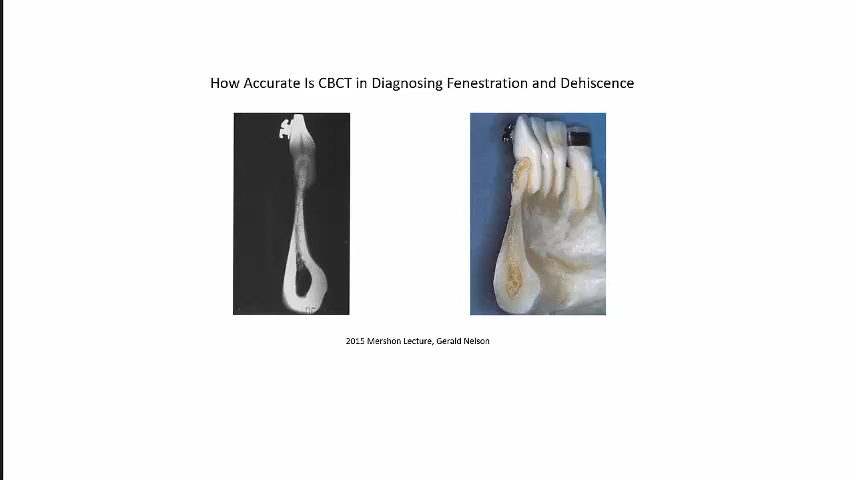 How Accurate Is CBCT in Diagnosing Fenestration and Dehiscence
2015 Mershon Lecture, Gerald Nelson